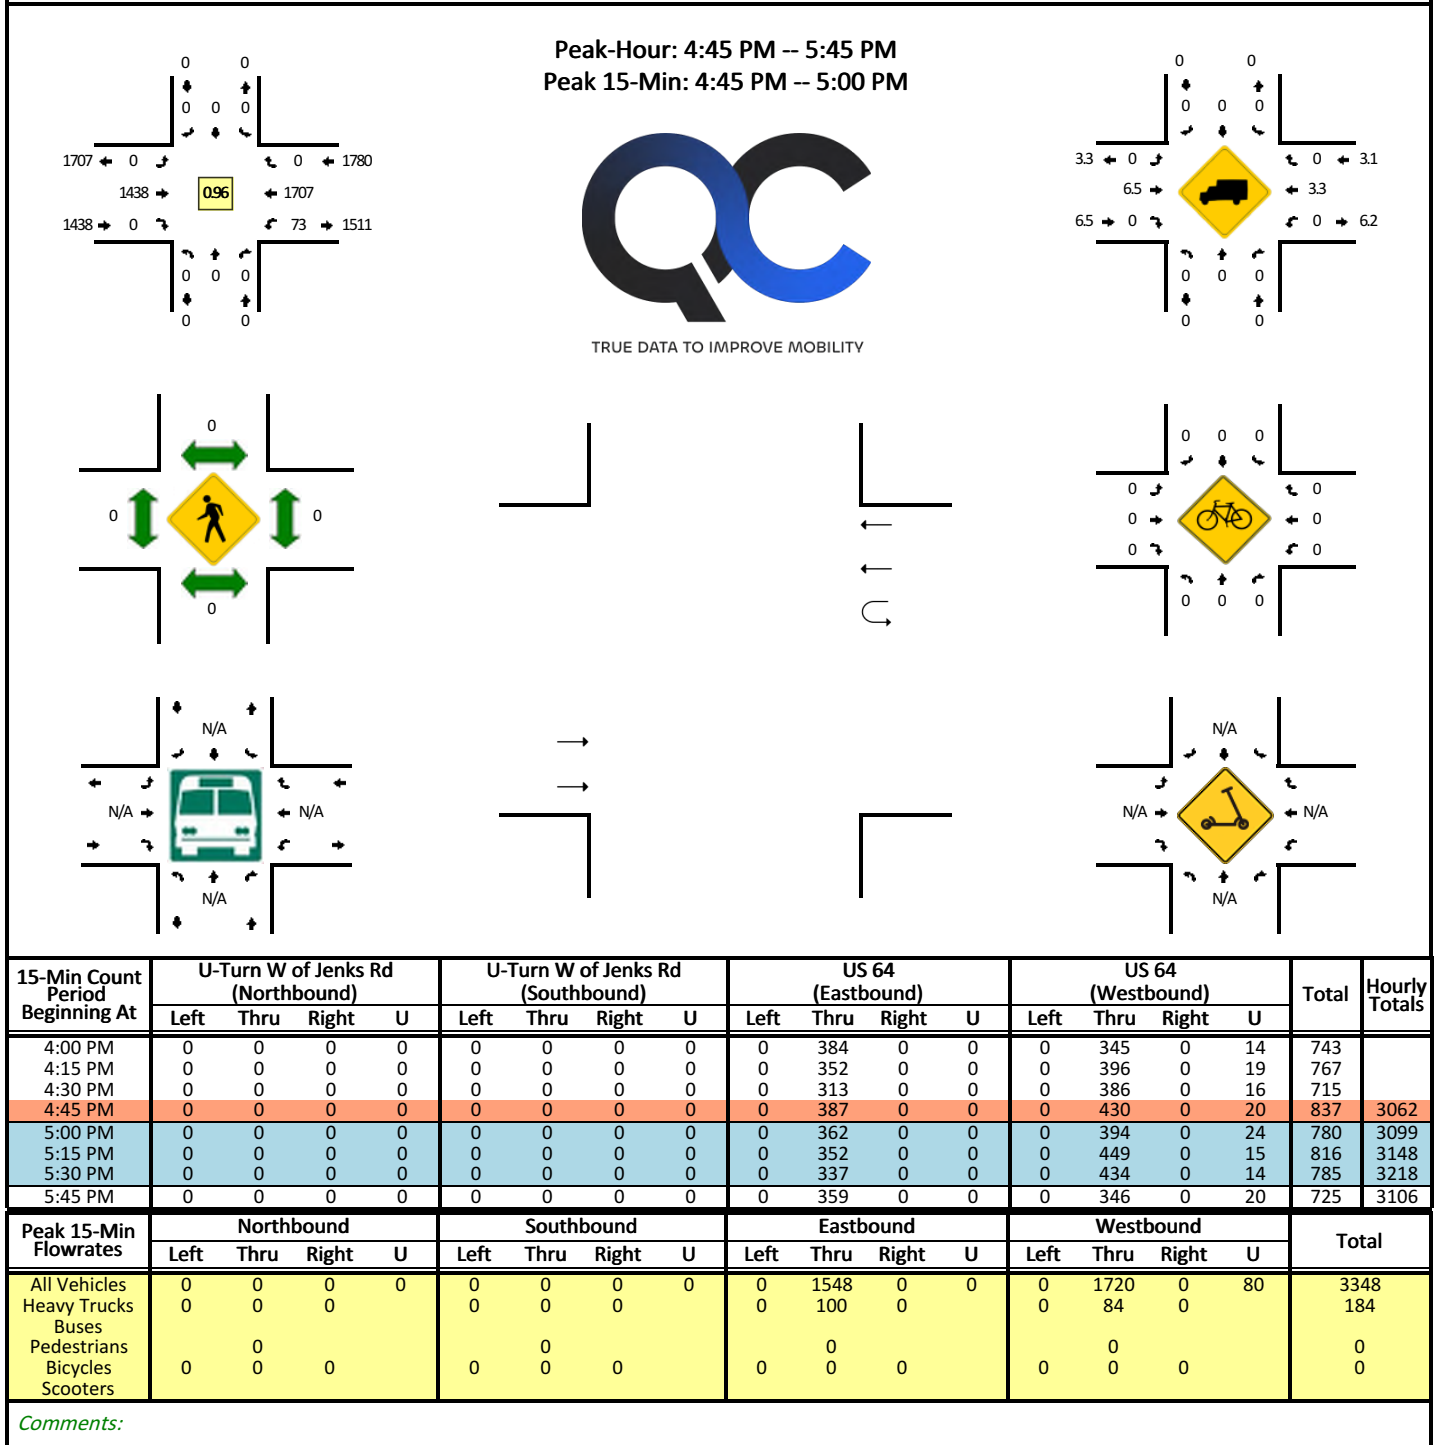 Peak-Hour: 4:45 PM -- 5:45 PM
Peak 15-Min: 4:45 PM -- 5:00 PM
0 0
0 0 0
1707 0 0 1780
1438 0.96 1707
1438 0 73 1511
0 0 0
0 0
TRUE DATA TO IMPROVE MOBILITY
0 0
0 0 0
3.3 0 0 3.1
6.5 3.3
6.5 0 0 6.2
0 0 0
0 0
0
0 0
0
0 0 0
0 0
0 0
0 0
0 0 0
N/A
N/A N/A
N/A
N/A
N/A N/A
N/A
15-Min Count Period Beginning At
U-Turn W of Jenks Rd (Northbound)
U-Turn W of Jenks Rd (Southbound)
US 64 (Eastbound)
US 64 (Westbound)
Total
Hourly Totals
Left Thru Right U Left Thru Right U Left Thru Right U Left Thru Right U
4:00 PM 0 0 0 0 0 0 0 0 0 384 0 0 0 345 0 14 743
4:15 PM 0 0 0 0 0 0 0 0 0 352 0 0 0 396 0 19 767
4:30 PM 0 0 0 0 0 0 0 0 0 313 0 0 0 386 0 16 715
4:45 PM 0 0 0 0 0 0 0 0 0 387 0 0 0 430 0 20 837 3062
5:00 PM 0 0 0 0 0 0 0 0 0 362 0 0 0 394 0 24 780 3099
5:15 PM 0 0 0 0 0 0 0 0 0 352 0 0 0 449 0 15 816 3148
5:30 PM 0 0 0 0 0 0 0 0 0 337 0 0 0 434 0 14 785 3218
5:45 PM 0 0 0 0 0 0 0 0 0 359 0 0 0 346 0 20 725 3106
Peak 15-Min Flowrates
Northbound Southbound Eastbound Westbound
Total
Left Thru Right U Left Thru Right U Left Thru Right U Left Thru Right U
All Vehicles 0 0 0 0 0 0 0 0 0 1548 0 0 0 1720 0 80 3348
Heavy Trucks 0 0 0 0 0 0 0 100 0 0 84 0 184
Buses
Pedestrians 0 0 0 0 0
Bicycles 0 0 0 0 0 0 0 0 0 0 0 0 0
Scooters
Comments: